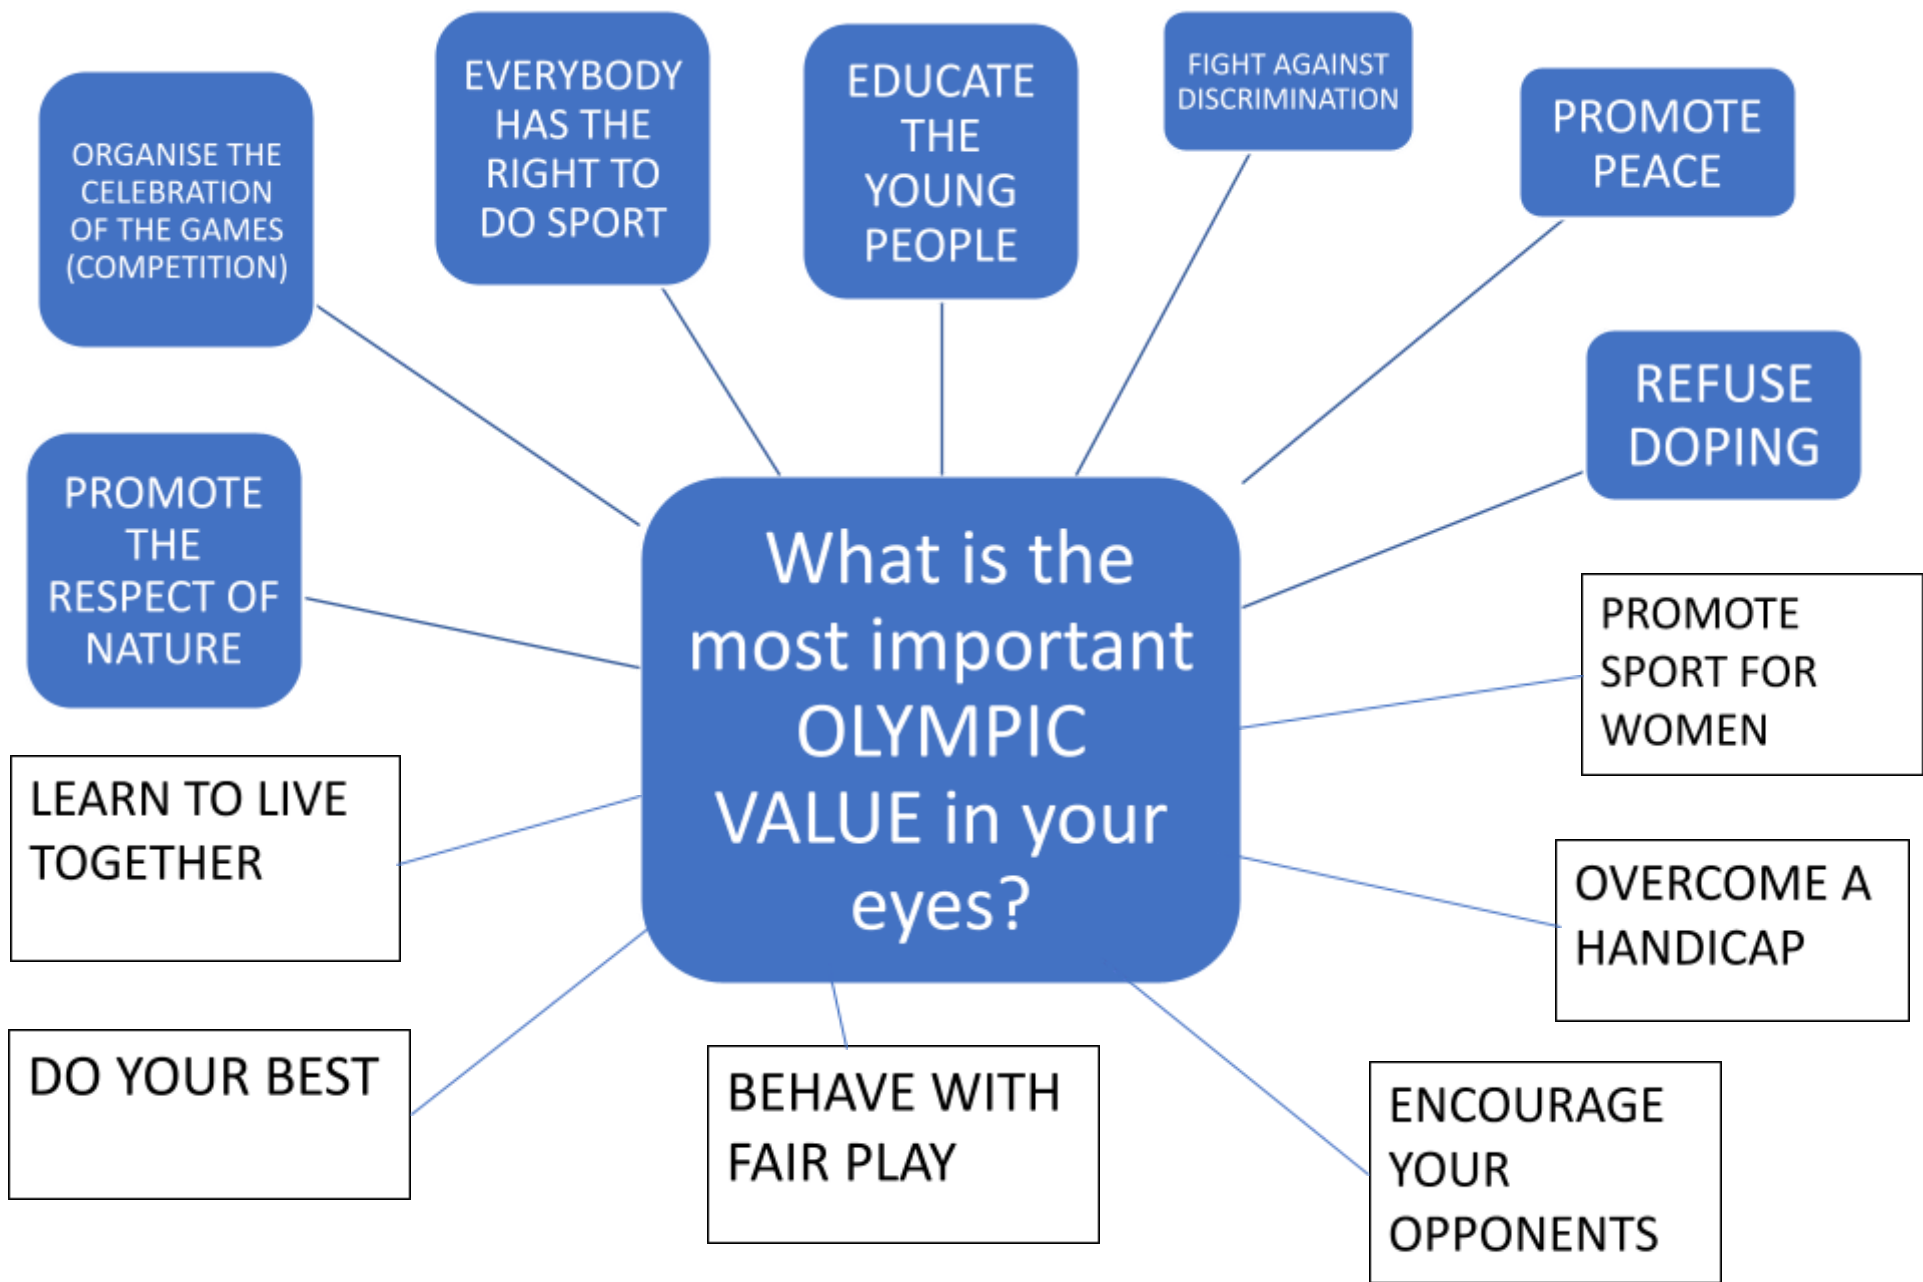 ORGANISE THE
CELEBRATION
OF THE GAMES
(COMPETITION)
EVERYBODY
HAS THE
RIGHT TO
DO SPORT
EDUCATE
THE
YOUNG
PEOPLE
FIGHT AGAINST
DISCRIMINATION
PROMOTE
PEACE
REFUSE
DOPING
PROMOTE
THE
RESPECT OF
NATURE
What is the
most important
OLYMPIC
VALUE in your
eyes?
PROMOTE
SPORT FOR
WOMEN
LEARN TO LIVE
TOGETHER
OVERCOME A
HANDICAP
DO YOUR BEST
BEHAVE WITH
FAIR PLAY
ENCOURAGE
YOUR
OPPONENTS